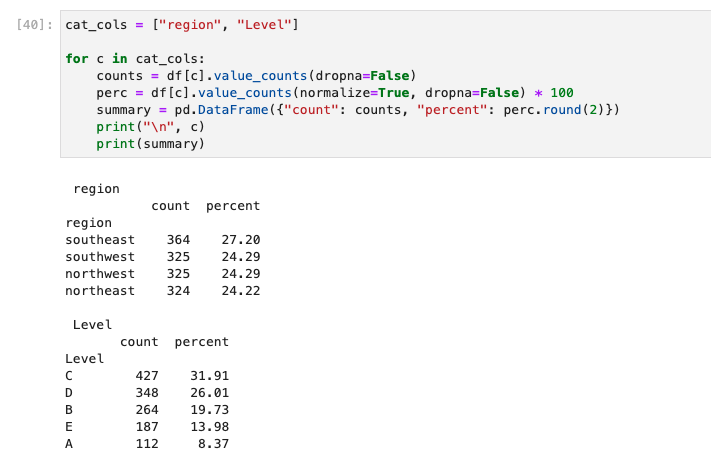 [40]: cat_cols = ["region", "Level"]
for c in cat_cols:
    counts = df[c].value_counts(dropna=False)
    perc = df[c].value_counts(normalize=True, dropna=False) * 100
    summary = pd.DataFrame({"count": counts, "percent": perc.round(2)})
    print("\n", c)
    print(summary)
 region
           count  percent
region
southeast    364    27.20
southwest    325    24.29
northwest    325    24.29
northeast    324    24.22
 Level
       count  percent
Level
C        427    31.91
D        348    26.01
B        264    19.73
E        187    13.98
A        112     8.37